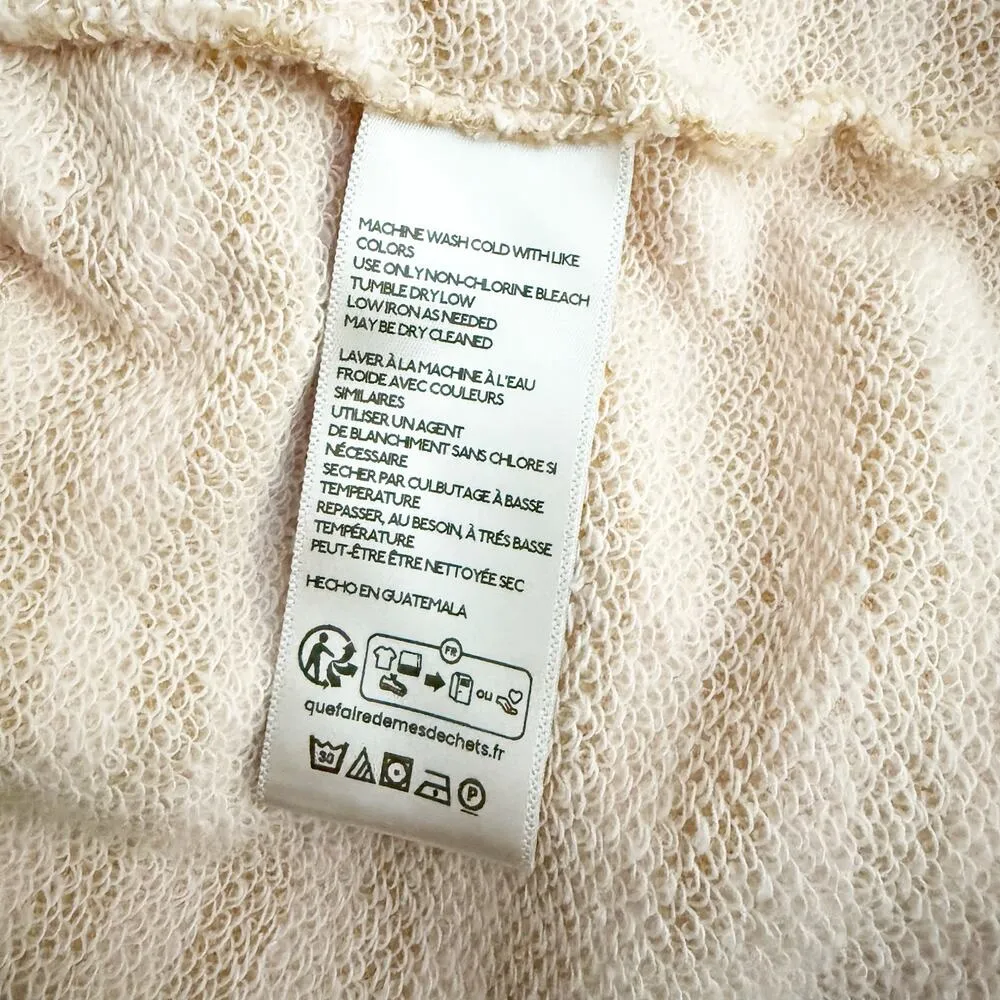 MACHINE WASH COLD WITH LIKE
COLORS
USE ONLY NON-CHLORINE BLEACH
TUMBLE DRY LOW
LOW IRON AS NEEDED
MAY BE DRY CLEANED
LAVER À LA MACHINE À L'EAU
FROIDE AVEC COULEURS
SIMILAIRES
UTILISER UN AGENT
DE BLANCHIMENT SANS CHLORE SI
NÉCESSAIRE
SECHER PAR CULBUTAGE À BASSE
TEMPERATURE
REPASSER, AU BESOIN, À TRÉS BASSE
TEMPÉRATURE
PEUT-ÊTRE ÊTRE NETTOYÉE SEC
HECHO EN GUATEMALA
FR
ou
quefairedemesdechets.fr
30
P